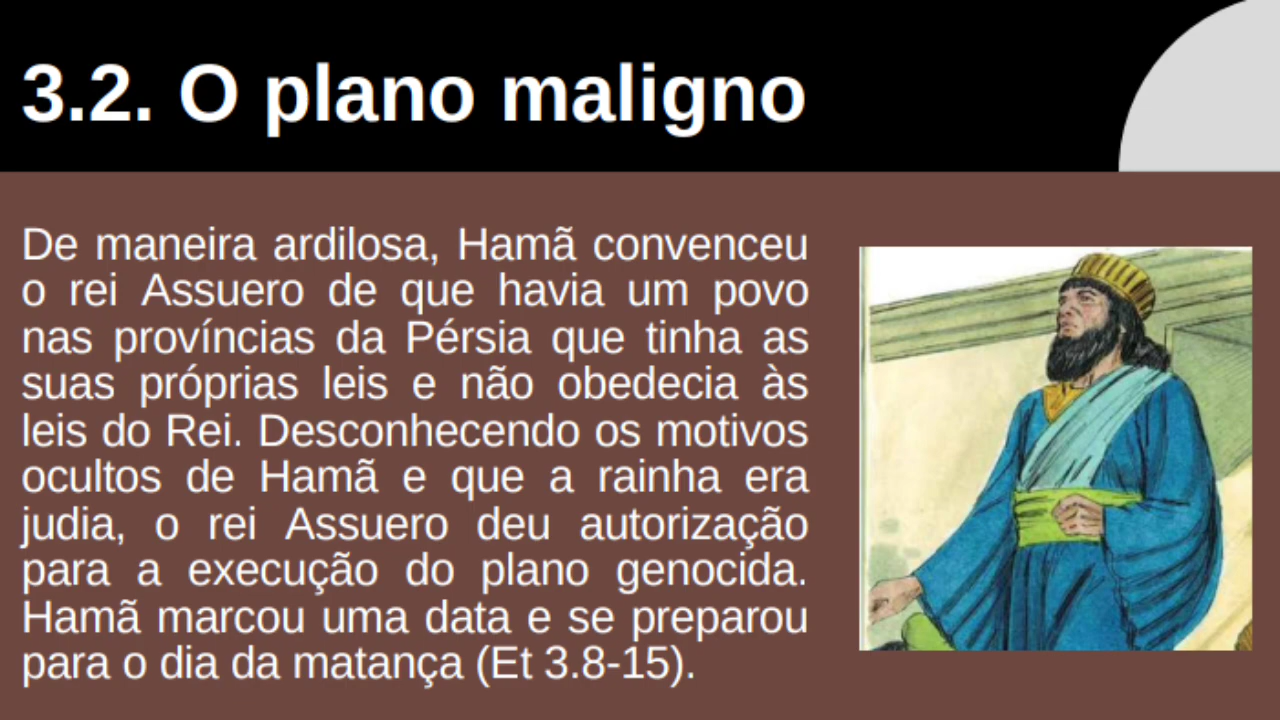 3.2. O plano maligno
De maneira ardilosa, Hamã convenceu
o rei Assuero de que havia um povo
nas províncias da Pérsia que tinha as
suas próprias leis e não obedecia às
leis do Rei. Desconhecendo os motivos
ocultos de Hamã e que a rainha era
judia, o rei Assuero deu autorização
para a execução do plano genocida.
Hamã marcou uma data e se preparou
para o dia da matança (Et 3.8-15).